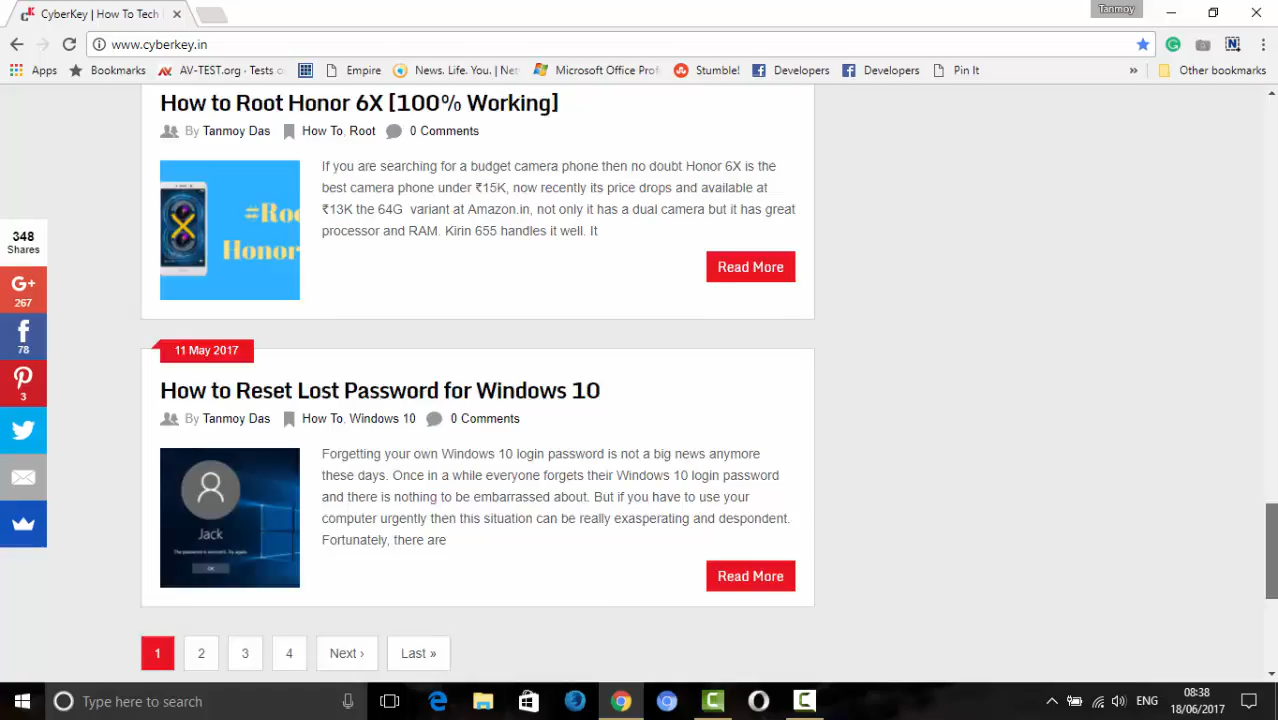 CyberKey | How To Tech
Tanmoy
www.cyberkey.in
Apps
Bookmarks
AV-TEST.org - Tests o
Empire
News. Life. You. | Ne
Microsoft Office Prof
Stumble!
Developers
Developers
Pin It
»
Other bookmarks
How to Root Honor 6X [100% Working]
By Tanmoy Das
How To, Root
0 Comments
If you are searching for a budget camera phone then no doubt Honor 6X is the
best camera phone under ₹15K, now recently its price drops and available at
₹13K the 64G variant at Amazon.in, not only it has a dual camera but it has great
processor and RAM. Kirin 655 handles it well. It
#Roo
Honor
Read More
348
Shares
G+
267
78
3
11 May 2017
How to Reset Lost Password for Windows 10
By Tanmoy Das
How To, Windows 10
0 Comments
Forgetting your own Windows 10 login password is not a big news anymore
these days. Once in a while everyone forgets their Windows 10 login password
and there is nothing to be embarrassed about. But if you have to use your
computer urgently then this situation can be really exasperating and despondent.
Fortunately, there are
Jack
The password is incorrect. Try again.
OK
Read More
1
2
3
4
Next ›
Last »
Type here to search
ENG
08:38
18/06/2017